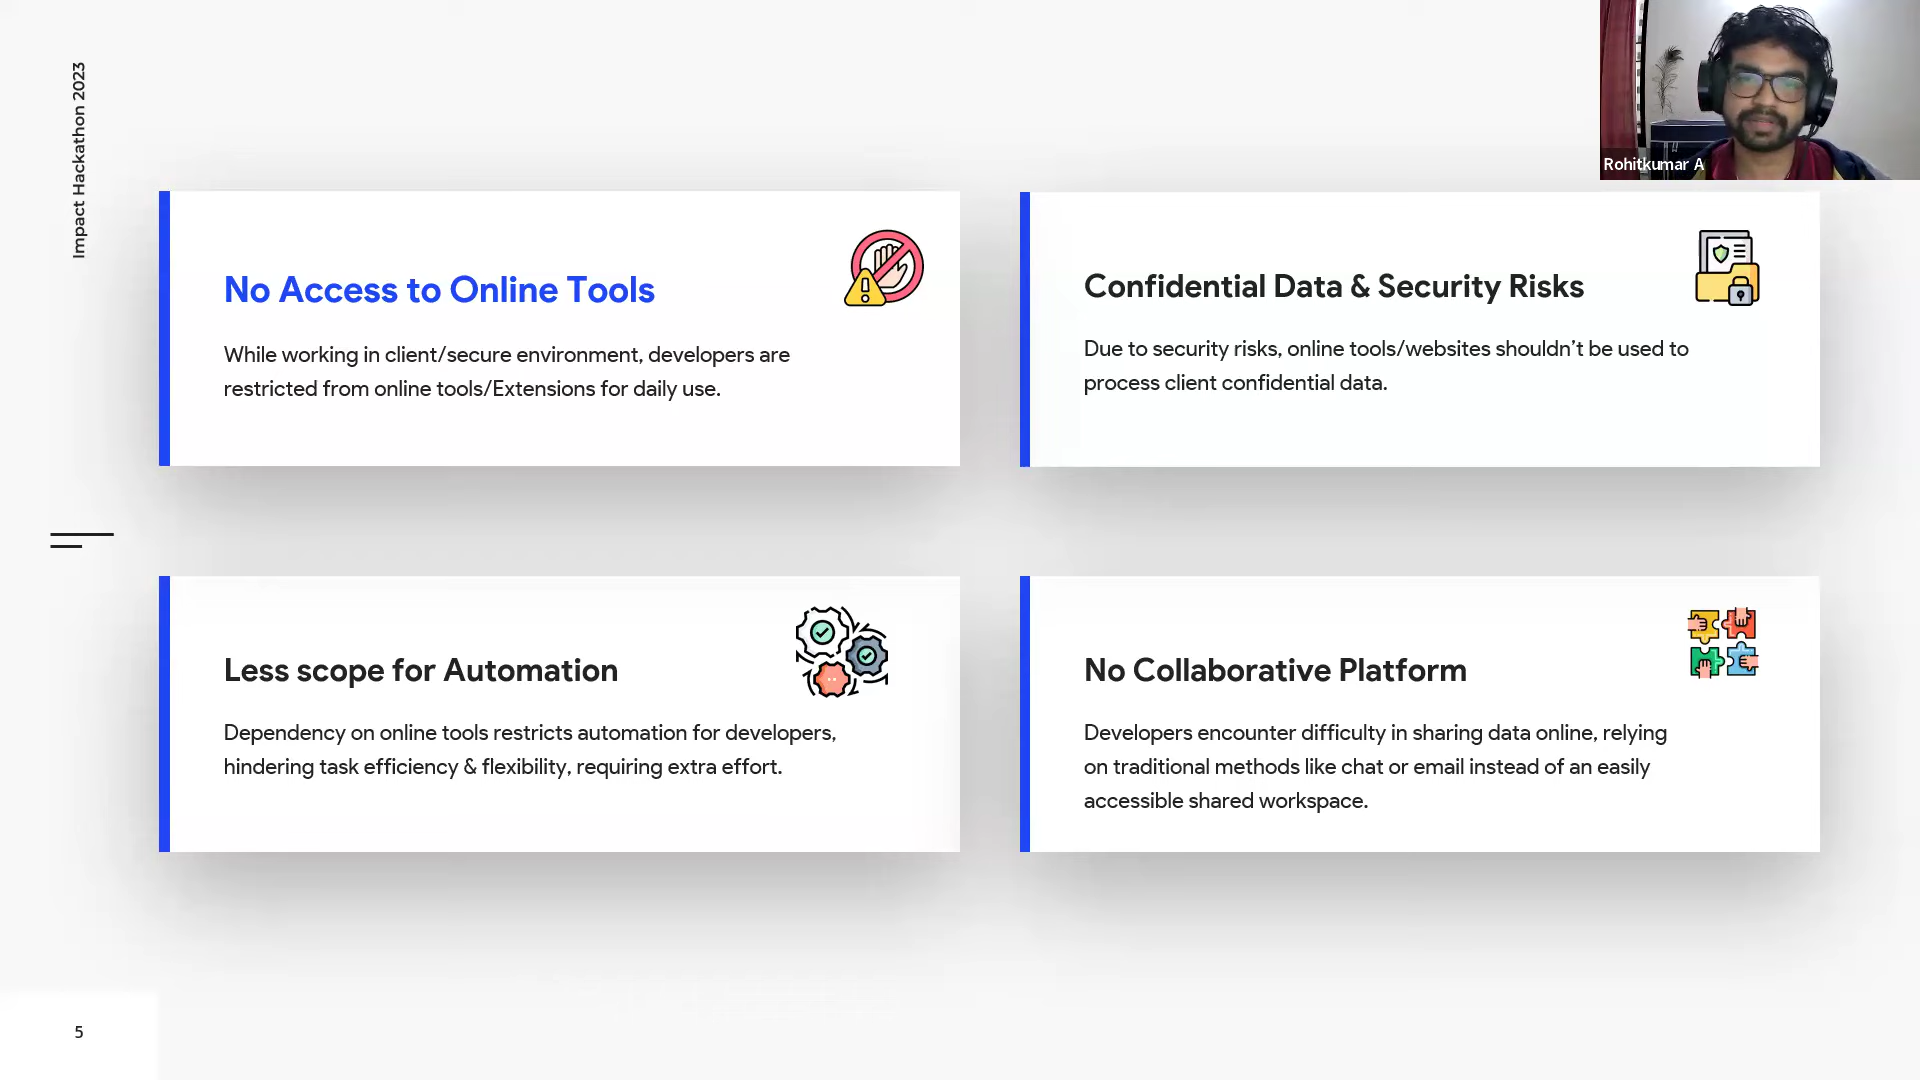 Impact Hackathon 2023
Rohitkumar A
No Access to Online Tools
While working in client/secure environment, developers are
restricted from online tools/Extensions for daily use.
Confidential Data & Security Risks
Due to security risks, online tools/websites shouldn’t be used to
process client confidential data.
Less scope for Automation
Dependency on online tools restricts automation for developers,
hindering task efficiency & flexibility, requiring extra effort.
No Collaborative Platform
Developers encounter difficulty in sharing data online, relying
on traditional methods like chat or email instead of an easily
accessible shared workspace.
5